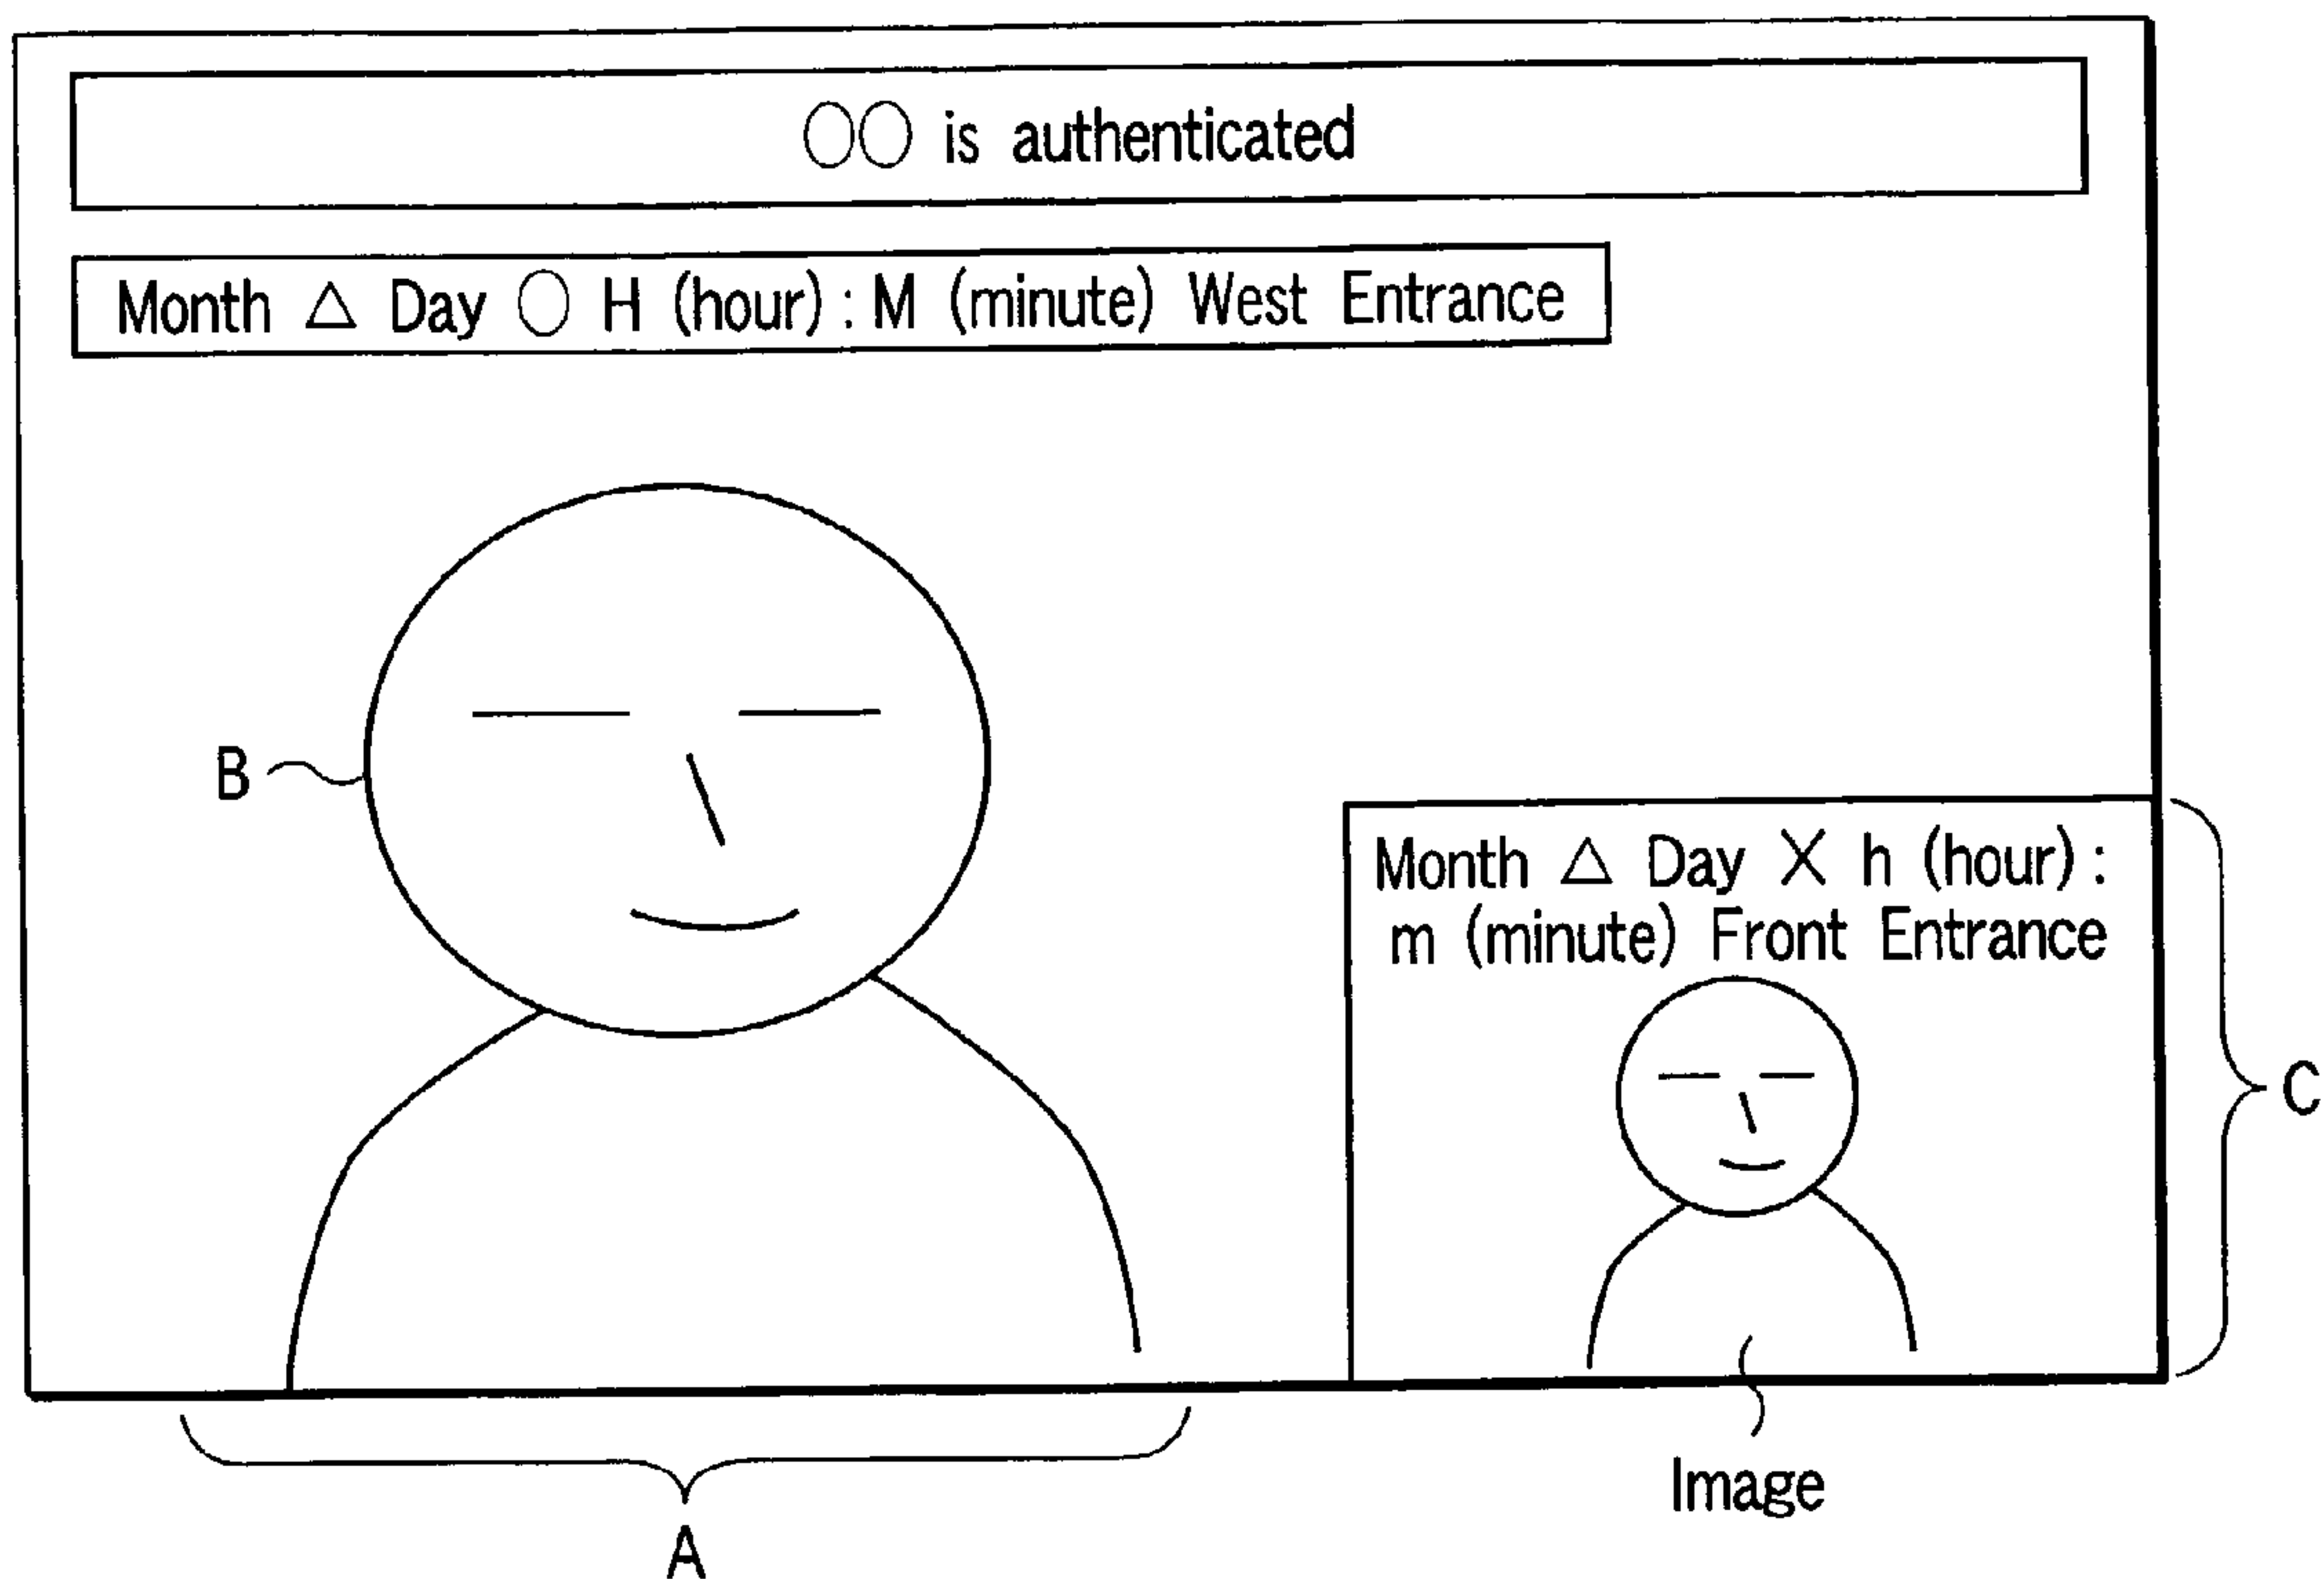 ○○ is authenticated
Month △ Day ○ H (hour) : M (minute) West Entrance
B
Month △ Day X h (hour) :
m (minute) Front Entrance
C
Image
A